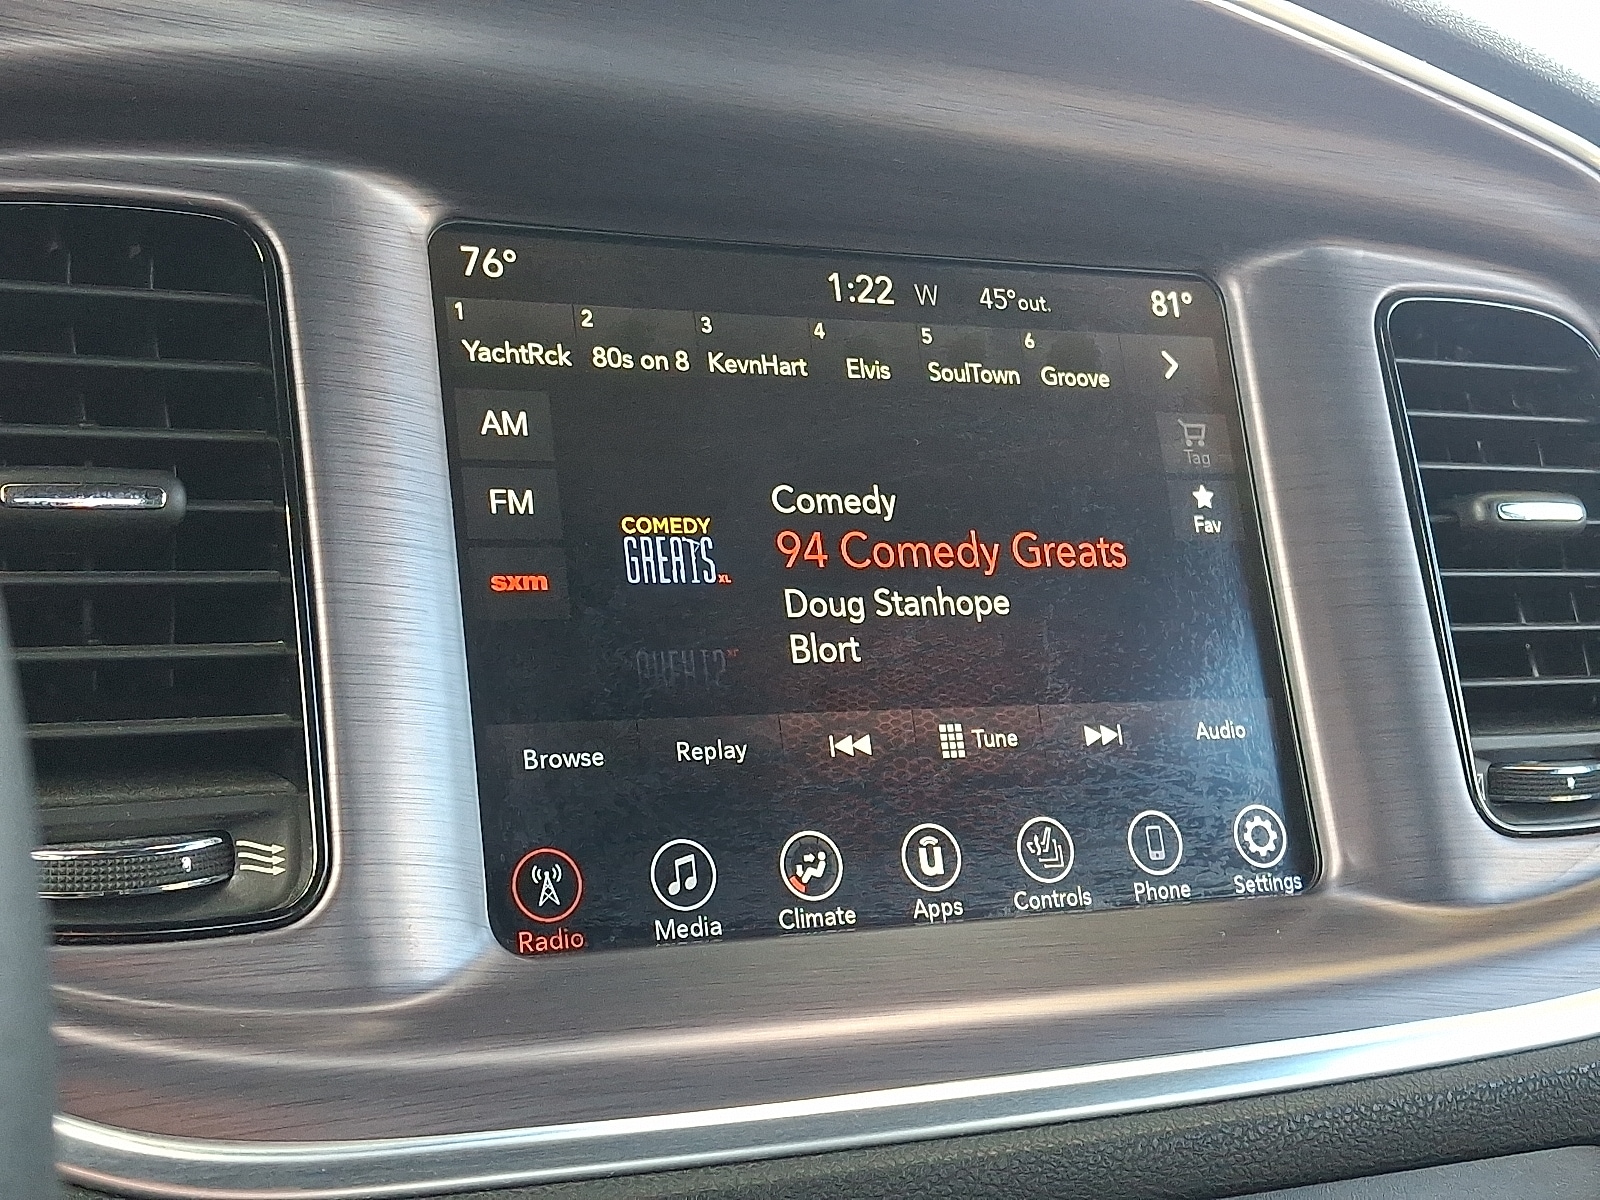 76° 1:22 W 45°out. 81°
1 2 3 4 5 6
YachtRck 80s on 8 KevnHart Elvis SoulTown Groove
AM
FM
sxm
COMEDY
GREATS XL
Comedy
94 Comedy Greats
Doug Stanhope
Blort
Tag
Fav
Browse Replay Tune Audio
Radio Media Climate Apps Controls Phone Settings